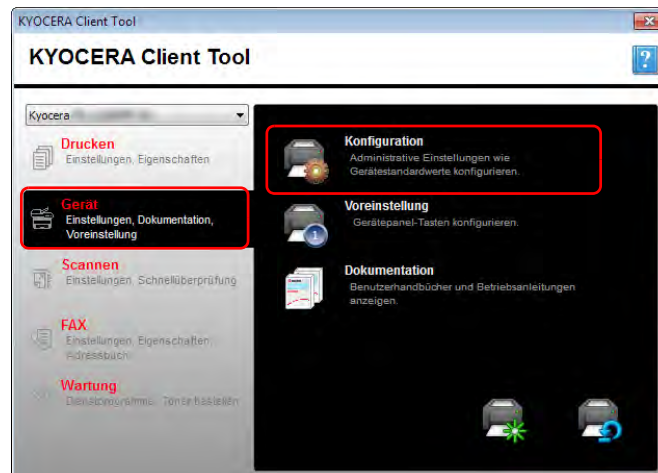 KYOCERA Client Tool
KYOCERA Client Tool
?
Kyocera
Drucken
Einstellungen, Eigenschaften
Gerät
Einstellungen, Dokumentation,
Voreinstellung
Scannen
Einstellungen, Schnellüberprüfung
FAX
Einstellungen, Eigenschaften,
Adressbuch
Wartung
Dienstprogramme, Toner bestellen
Konfiguration
Administrative Einstellungen wie
Gerätestandardwerte konfigurieren.
Voreinstellung
1
Gerätepanel-Tasten konfigurieren.
Dokumentation
Benutzerhandbücher und Betriebsanleitungen
anzeigen.